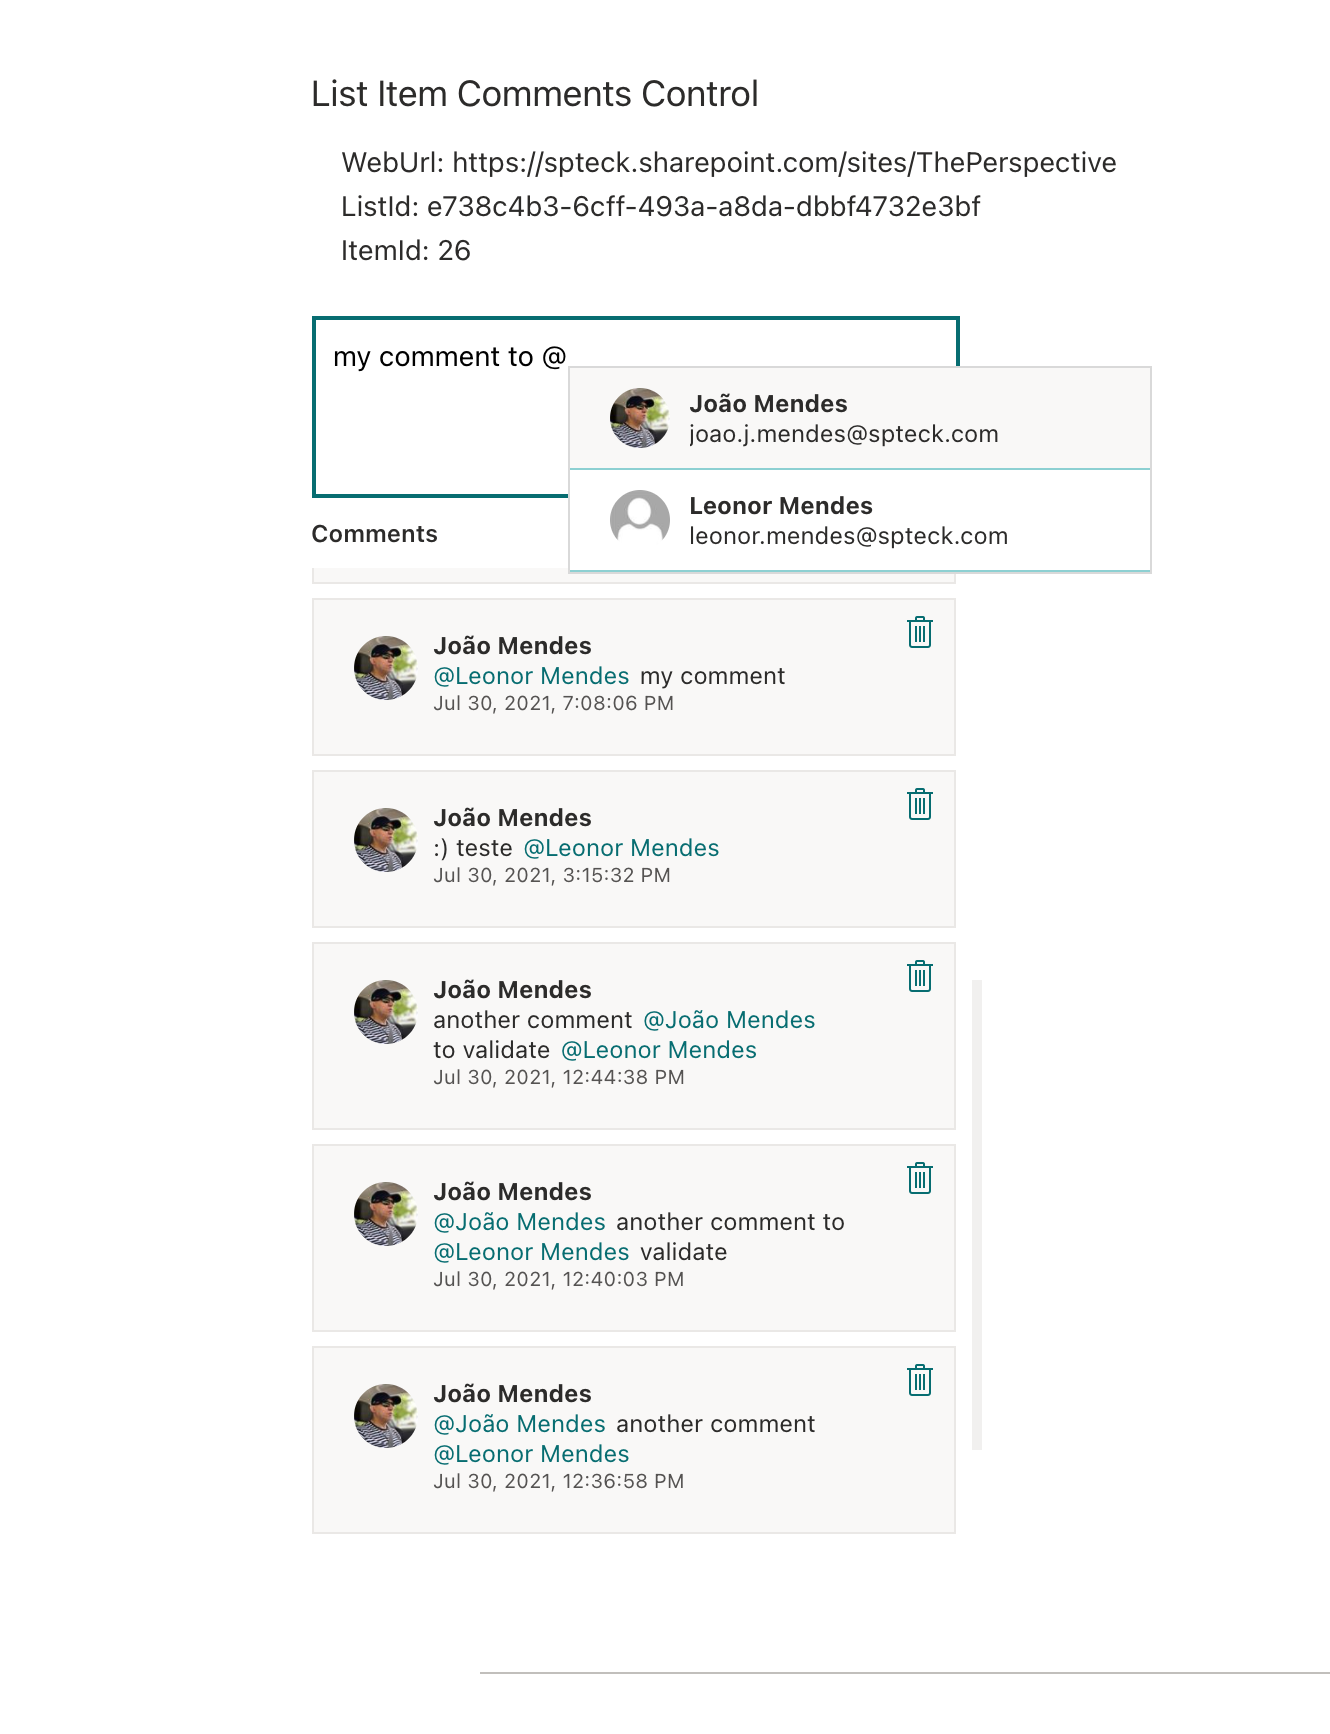 List Item Comments Control
WebUrl: https://spteck.sharepoint.com/sites/ThePerspective
ListId: e738c4b3-6cff-493a-a8da-dbbf4732e3bf
ItemId: 26
my comment to @
João Mendes
joao.j.mendes@spteck.com
Leonor Mendes
leonor.mendes@spteck.com
Comments
João Mendes
@Leonor Mendes my comment
Jul 30, 2021, 7:08:06 PM
João Mendes
:) teste @Leonor Mendes
Jul 30, 2021, 3:15:32 PM
João Mendes
another comment @João Mendes
to validate @Leonor Mendes
Jul 30, 2021, 12:44:38 PM
João Mendes
@João Mendes another comment to
@Leonor Mendes validate
Jul 30, 2021, 12:40:03 PM
João Mendes
@João Mendes another comment
@Leonor Mendes
Jul 30, 2021, 12:36:58 PM